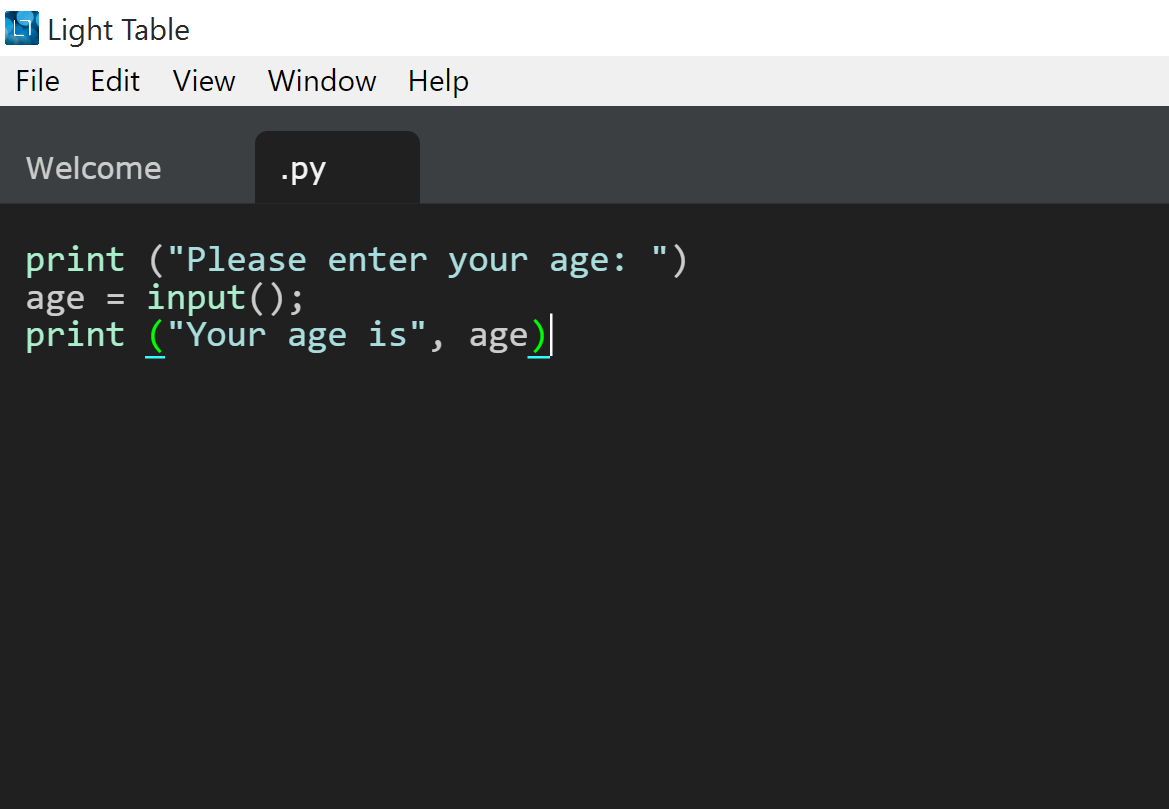 Light Table
File Edit View Window Help
Welcome .py
print ("Please enter your age: ")
age = input();
print ("Your age is", age)